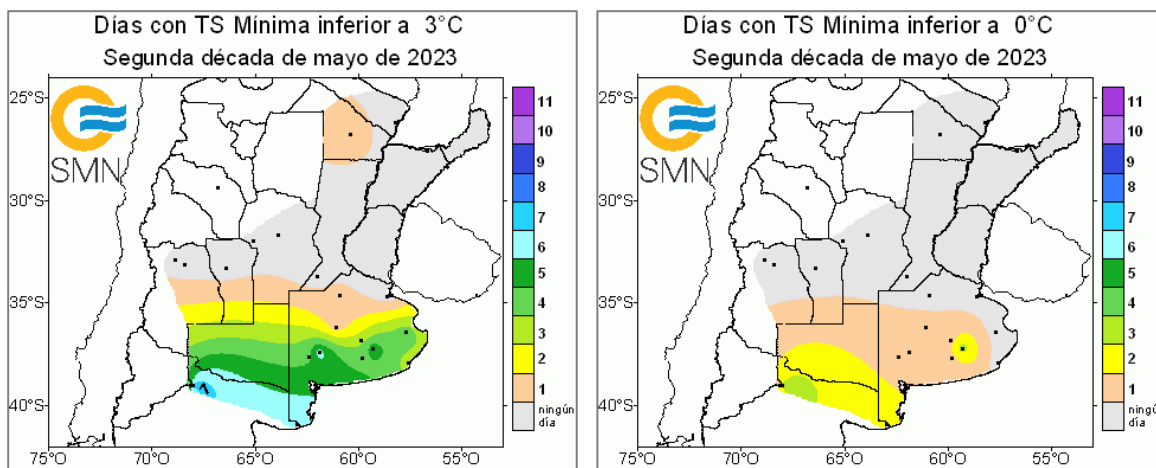 Días con TS Mínima inferior a 3°C
Segunda década de mayo de 2023
SMN
25°S
30°S
35°S
40°S
75°O
70°O
65°O
60°O
55°O
11
10
9
8
7
6
5
4
3
2
1
ningún
día
7
Días con TS Mínima inferior a 0°C
Segunda década de mayo de 2023
SMN
25°S
30°S
35°S
40°S
75°O
70°O
65°O
60°O
55°O
11
10
9
8
7
6
5
4
3
2
1
ningú
día